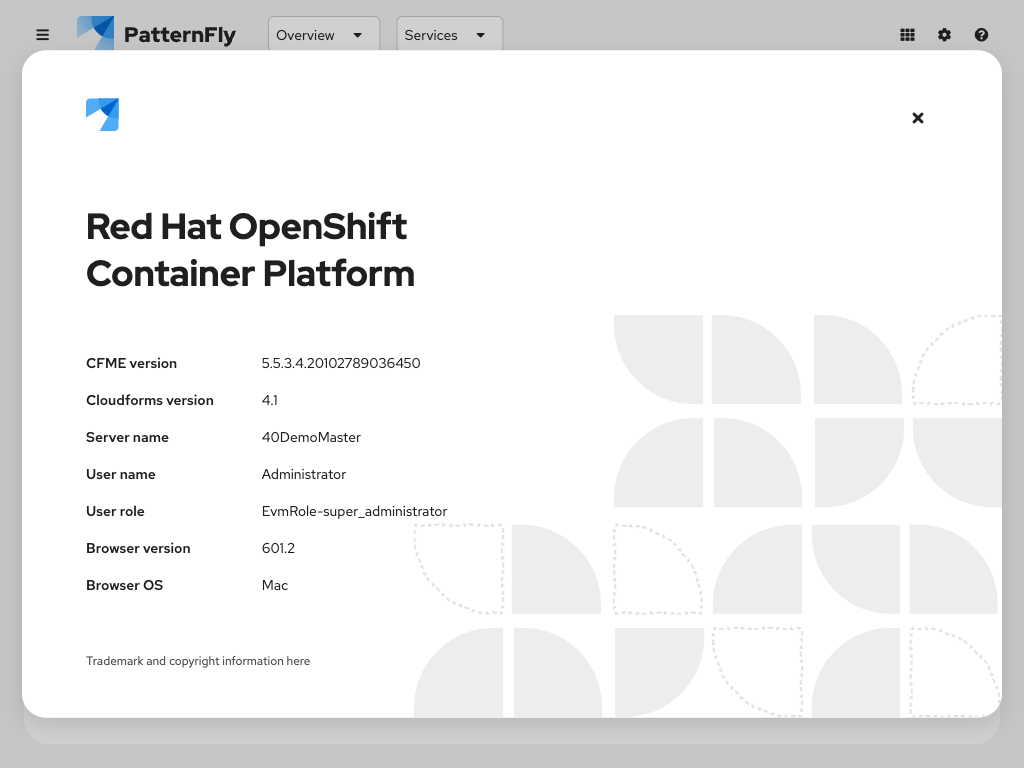 PatternFly
Overview
Services
Red Hat OpenShift
Container Platform
CFME version 5.5.3.4.20102789036450
Cloudforms version 4.1
Server name 40DemoMaster
User name Administrator
User role EvmRole-super_administrator
Browser version 601.2
Browser OS Mac
Trademark and copyright information here